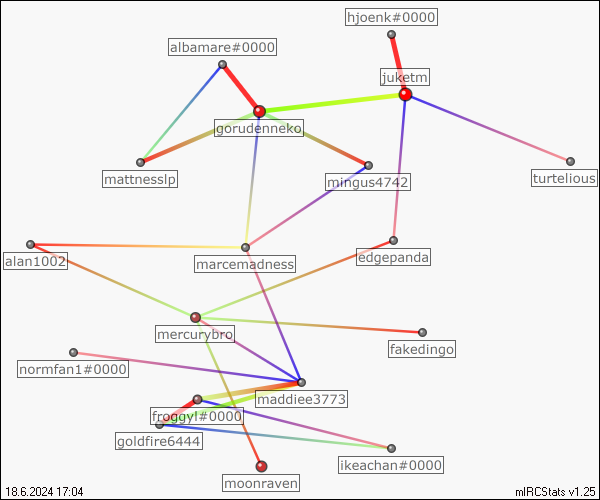 hjoenk#0000
albamare#0000
juketm
gorudenneko
mattnesslp
mingus4742
turtelious
alan1002
marcemadness
edgepanda
mercurybro
fakedingo
normfan1#0000
maddiee3773
froggyl#0000
goldfire6444
ikeachan#0000
moonraven
18.6.2024 17:04
mIRCStats v1.25